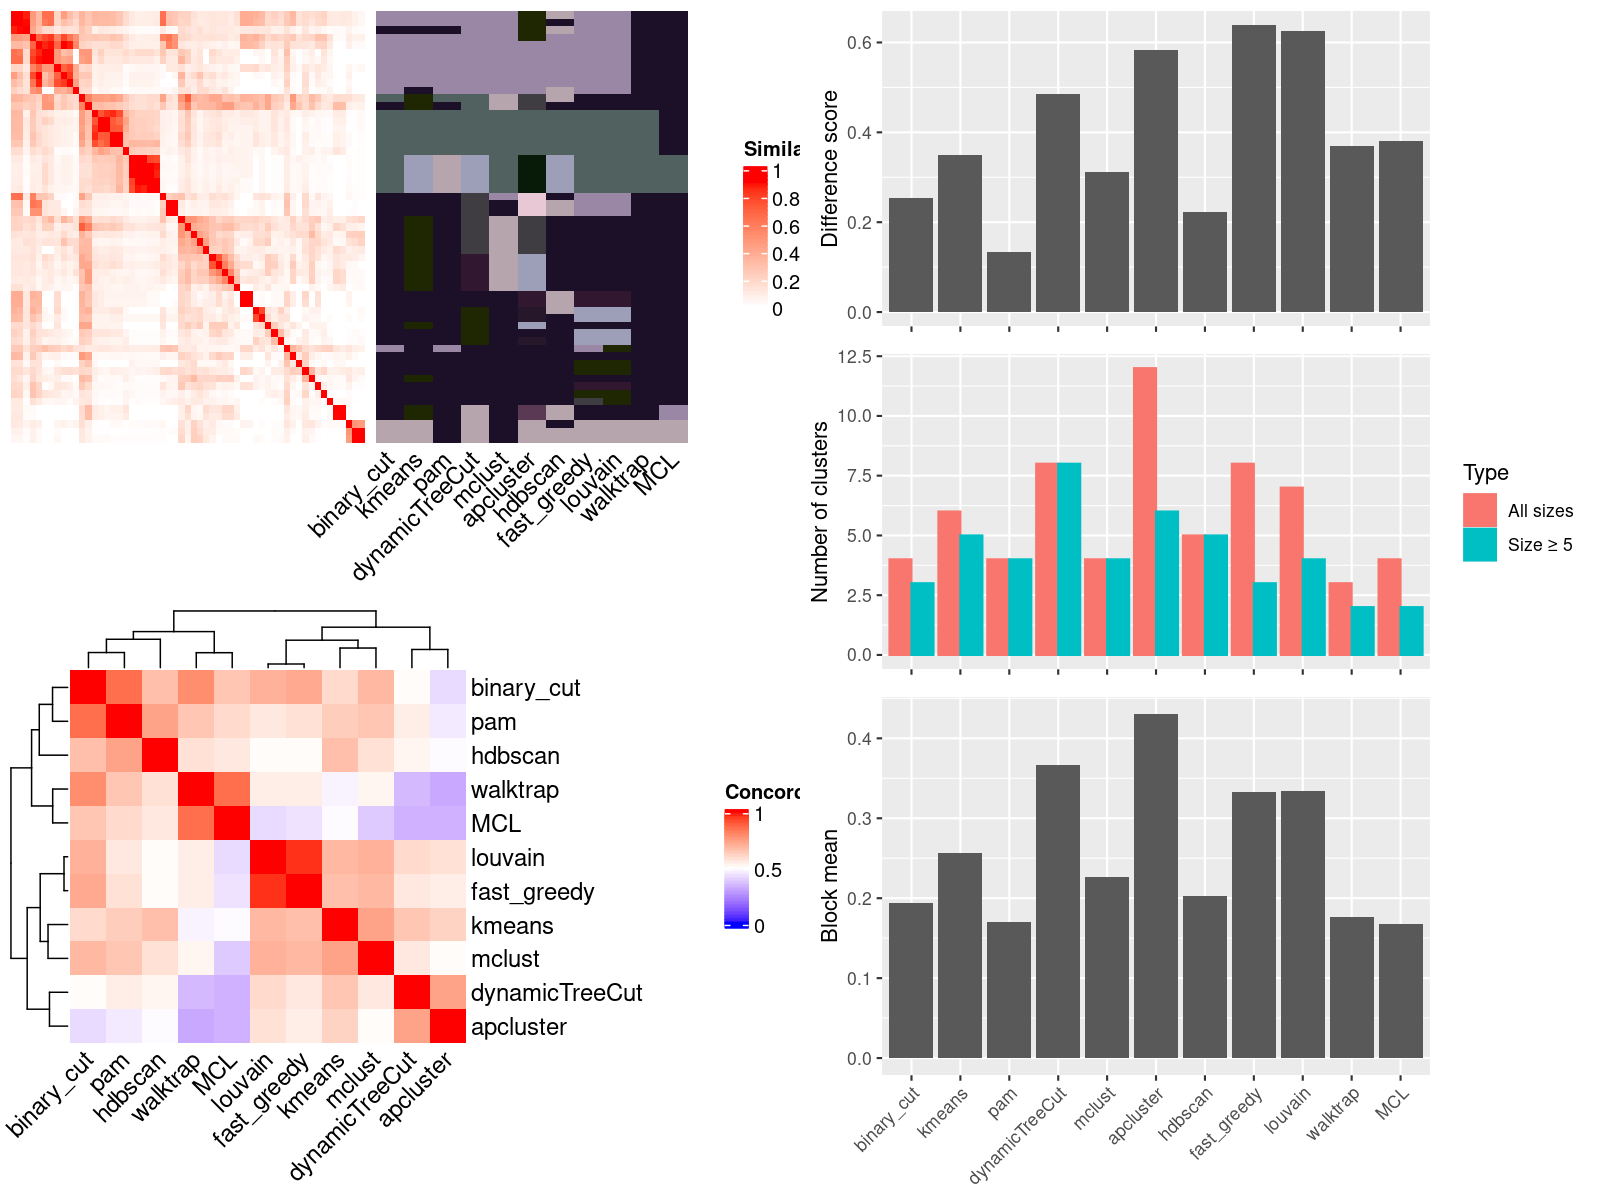 Simila
1
0.8
0.6
0.4
0.2
0
binary_cut
kmeans
pam
dynamicTreeCut
mclust
apcluster
hdbscan
fast_greedy
louvain
walktrap
MCL
Difference score
0.6
0.4
0.2
0.0
Number of clusters
12.5
10.0
7.5
5.0
2.5
0.0
Type
All sizes
Size ≥ 5
binary_cut
pam
hdbscan
walktrap
MCL
louvain
fast_greedy
kmeans
mclust
dynamicTreeCut
apcluster
binary_cut
pam
hdbscan
walktrap
MCL
louvain
fast_greedy
kmeans
mclust
dynamicTreeCut
apcluster
Concord
1
0.5
0
Block mean
0.4
0.3
0.2
0.1
0.0
binary_cut
kmeans
pam
dynamicTreeCut
mclust
apcluster
hdbscan
fast_greedy
louvain
walktrap
MCL